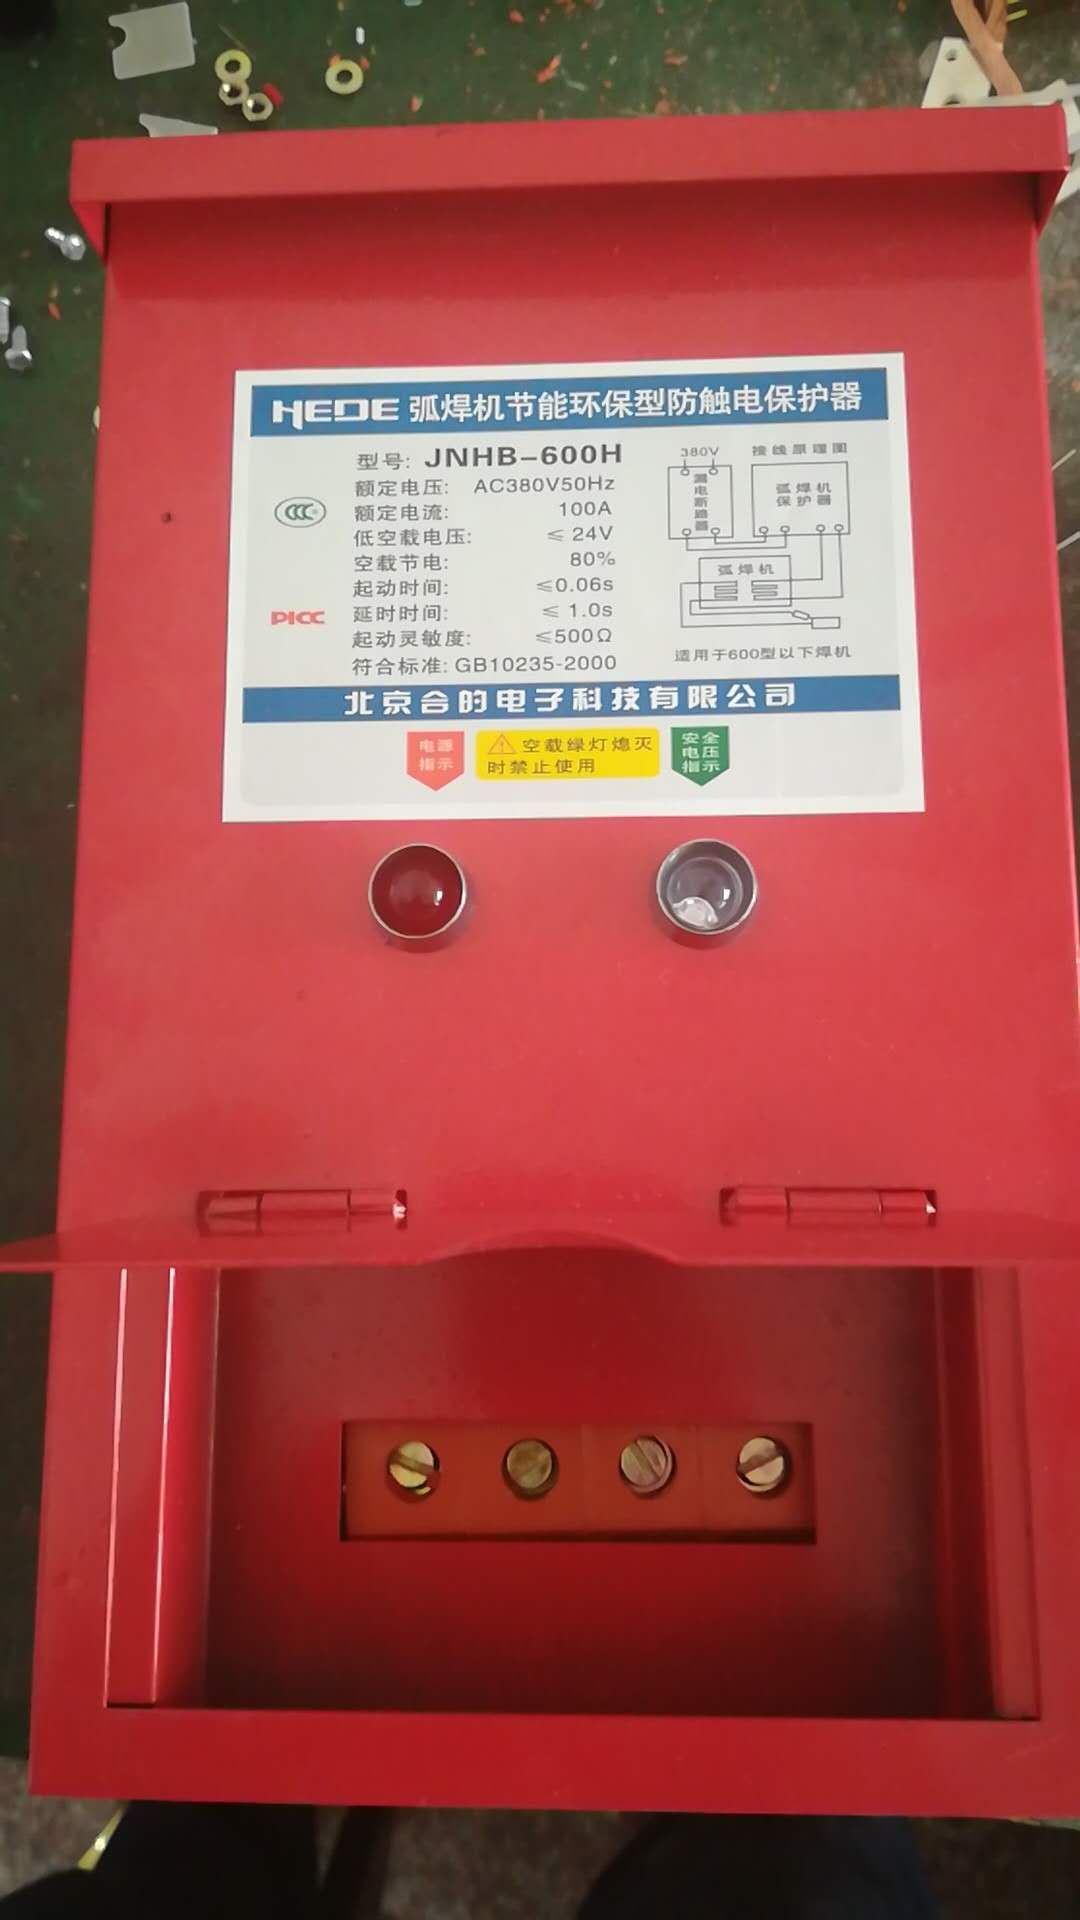 HEDE 弧焊机节能环保型防触电保护器
型号: JNHB-600H
额定电压: AC380V50Hz
额定电流: 100A
低空载电压: ≤ 24V
空载节电: 80%
起动时间: ≤0.06s
延时时间: ≤ 1.0s
起动灵敏度: ≤500Ω
符合标准: GB10235-2000
CCC
PICC
380V 接线原理图
漏电断路器
弧焊机
保护器
弧焊机
适用于600型以下焊机
北京合的电子科技有限公司
电源
指示
空载绿灯熄灭
时禁止使用
安全
电压
指示